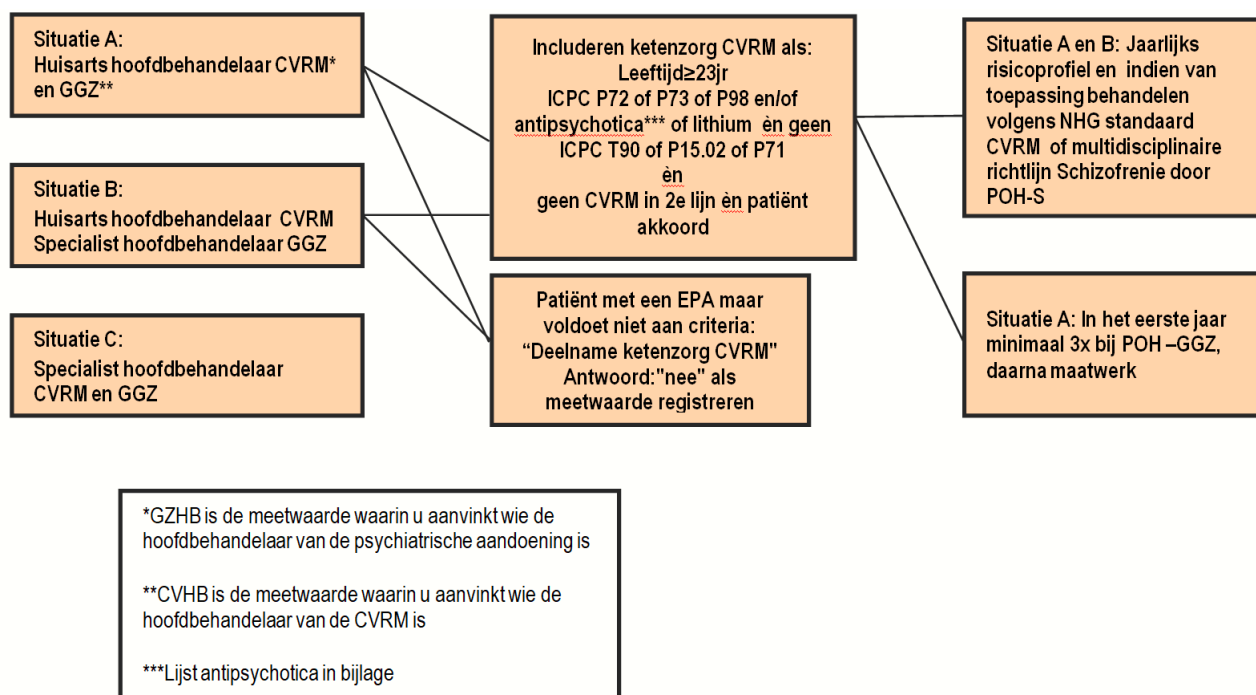 Situatie A:
Huisarts hoofdbehandelaar CVRM*
en GGZ**
Situatie B:
Huisarts hoofdbehandelaar CVRM
Specialist hoofdbehandelaar GGZ
Situatie C:
Specialist hoofdbehandelaar
CVRM en GGZ
Includeren ketenzorg CVRM als:
Leeftijd≥23jr
ICPC P72 of P73 of P98 en/of
antipsychotica*** of lithium èn geen
ICPC T90 of P15.02 of P71
èn
geen CVRM in 2e lijn èn patiënt
akkoord
Patiënt met een EPA maar
voldoet niet aan criteria:
“Deelname ketenzorg CVRM"
Antwoord:"nee" als
meetwaarde registreren
Situatie A en B: Jaarlijks
risicoprofiel en indien van
toepassing behandelen
volgens NHG standaard
CVRM of multidisciplinaire
richtlijn Schizofrenie door
POH-S
Situatie A: In het eerste jaar
minimaal 3x bij POH –GGZ,
daarna maatwerk
*GZHB is de meetwaarde waarin u aanvinkt wie de
hoofdbehandelaar van de psychiatrische aandoening is
**CVHB is de meetwaarde waarin u aanvinkt wie de
hoofdbehandelaar van de CVRM is
***Lijst antipsychotica in bijlage